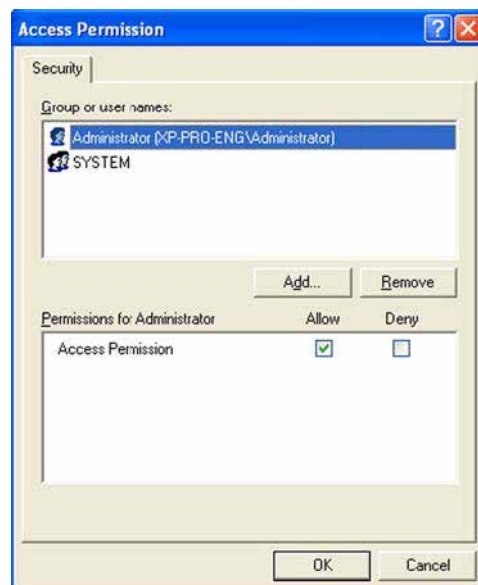 Access Permission
Security
Group or user names:
Administrator (XP-PRO-ENG\Administrator)
SYSTEM
Add... Remove
Permissions for Administrator Allow Deny
Access Permission
OK Cancel